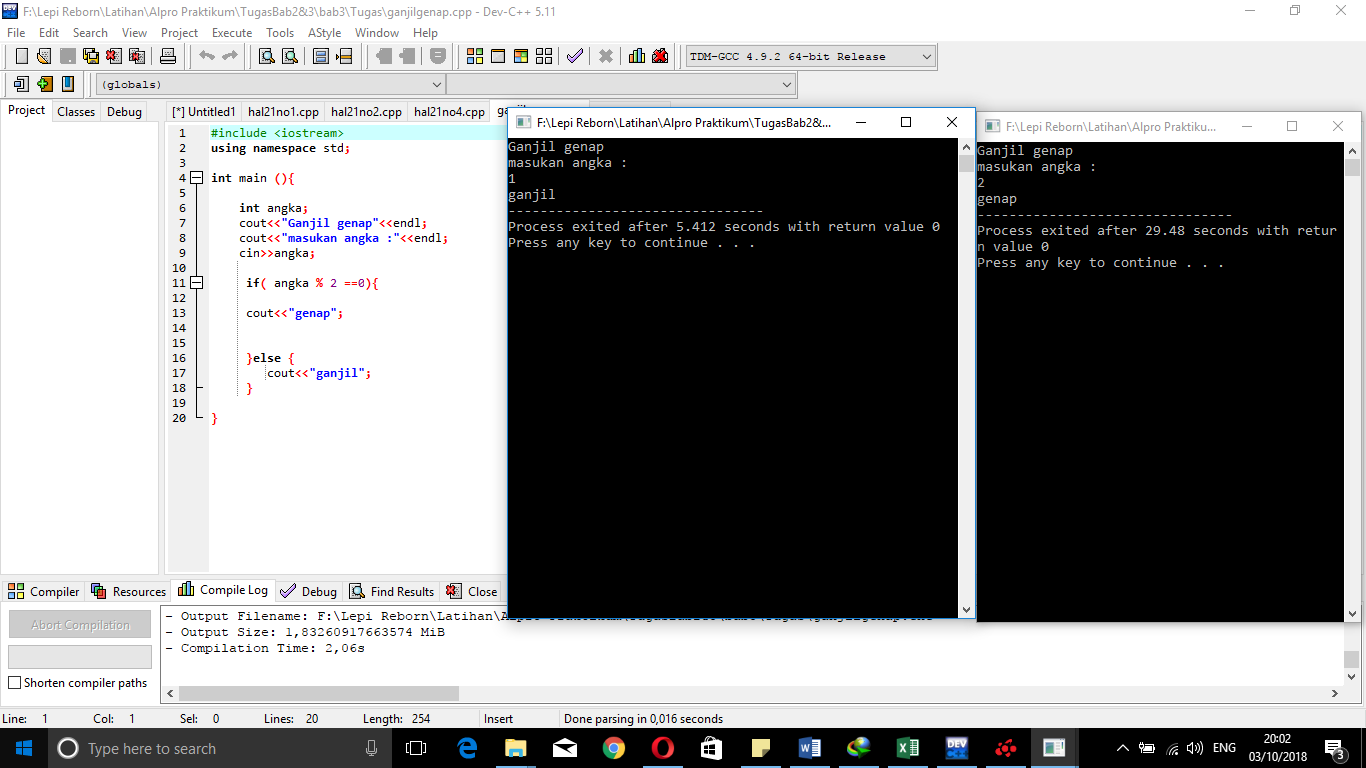 F:\Lepi Reborn\Latihan\Alpro Praktikum\TugasBab2&3\bab3\Tugas\ganjilgenap.cpp - Dev-C++ 5.11
File Edit Search View Project Execute Tools AStyle Window Help
TDM-GCC 4.9.2 64-bit Release
(globals)
Project Classes Debug
[*] Untitled1 hal21no1.cpp hal21no2.cpp hal21no4.cpp
1 #include <iostream>
2 using namespace std;
3
4 int main (){
5
6 int angka;
7 cout<<"Ganjil genap"<<endl;
8 cout<<"masukan angka :"<<endl;
9 cin>>angka;
10
11 if( angka % 2 ==0){
12
13 cout<<"genap";
14
15
16 }else {
17 cout<<"ganjil";
18 }
19
20 }
F:\Lepi Reborn\Latihan\Alpro Praktikum\TugasBab2&...
Ganjil genap
masukan angka :
1
ganjil
--------------------------------
Process exited after 5.412 seconds with return value 0
Press any key to continue . . .
F:\Lepi Reborn\Latihan\Alpro Praktiku...
Ganjil genap
masukan angka :
2
genap
--------------------------------
Process exited after 29.48 seconds with retur
n value 0
Press any key to continue . . .
Compiler Resources Compile Log Debug Find Results Close
Abort Compilation
Shorten compiler paths
- Output Filename: F:\Lepi Reborn\Latihan\
- Output Size: 1,83260917663574 MiB
- Compilation Time: 2,06s
Line: 1 Col: 1 Sel: 0 Lines: 20 Length: 254 Insert Done parsing in 0,016 seconds
Type here to search
DEV
ENG
20:02
03/10/2018
3